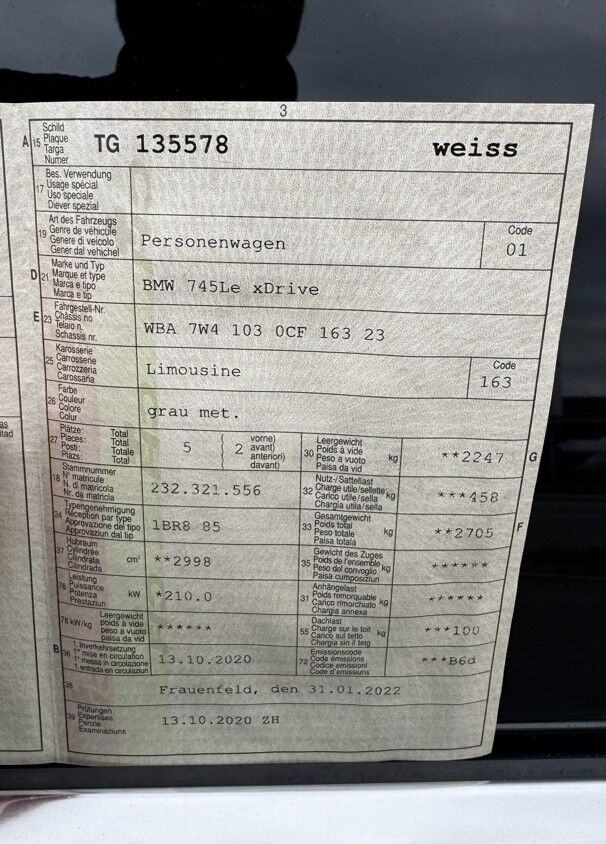 3
A 15 Schild
Plaque
Targa
Numer
TG 135578 weiss
17 Bes. Verwendung
Usage spécial
Uso speciale
Diever spezial
19 Art des Fahrzeugs
Genre de véhicule
Genere di veicolo
Gener dal vehichel
Personenwagen
Code
01
D 21 Marke und Typ
Marque et type
Marca e tipo
Marca e tip
BMW 745Le xDrive
E 23 Fahrgestell-Nr.
Châssis no
Telaio n.
Schassis nr.
WBA 7W4 103 0CF 163 23
25 Karosserie
Carrosserie
Carrozzeria
Carossaria
Limousine
Code
163
26 Farbe
Couleur
Colore
Colur
grau met.
27 Plätze: Total
Places: Total
Posti: Totale
Plazs: Total
5
2
vorne)
avant)
anteriori)
davant)
30 Leergewicht
Poids à vide
Peso a vuoto
Paisa da vid
kg
**2247
G
18 Stammnummer
N° matricule
N. di matricola
Nr. da matricla
232.321.556
32 Nutz-/Sattellast
Charge utile/sellette
Carico utile/sella
Chargia utila/sella
kg
***458
24 Typengenehmigung
Réception par type
Approvazione del tipo
Approvaziun dal tip
1BR8 85
33 Gesamtgewicht
Poids total
Peso totale
Paisa totala
kg
**2705
F
37 Hubraum
Cylindrée
Cilindrata
Cilindrada
cm³
**2998
35 Gewicht des Zuges
Poids de l'ensemble
Peso del convoglio
Paisa cumposiziun
kg
******
76 Leistung
Puissance
Potenza
Prestaziun
kW
*210.0
31 Anhängelast
Poids remorquable
Carico rimorchiato
Chargia annexa
kg
******
78 kW/kg
Leergewicht
poids à vide
peso a vuoto
paisa da vid
******
55 Dachlast
Charge sur le toit
Carico sul tetto
Chargia sin il tetg
kg
***100
B 36 1.Inverkehrsetzung
1re mise en circulation
1a messa in circolazione
1 entrada en circulaziun
13.10.2020
72 Emissionscode
Code émissions
Codice emissioni
Code d'emissiuns
***B6d
38
Frauenfeld, den 31.01.2022
39 Prüfungen
Expertises
Perizie
Examinaziuns
13.10.2020 ZH